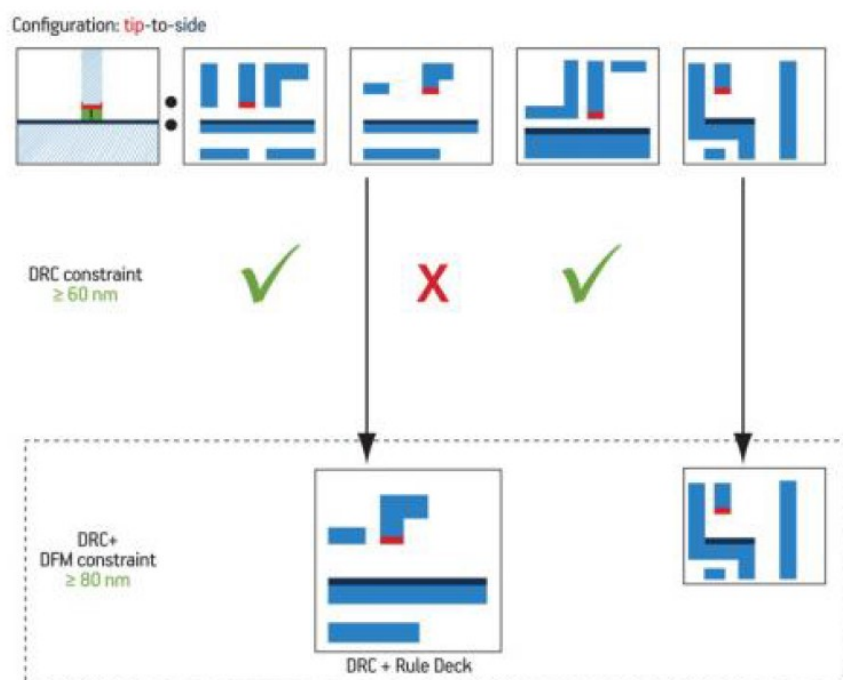 Configuration: tip-to-side
DRC constraint
≥ 60 nm
X
DRC+
DFM constraint
≥ 80 nm
DRC + Rule Deck